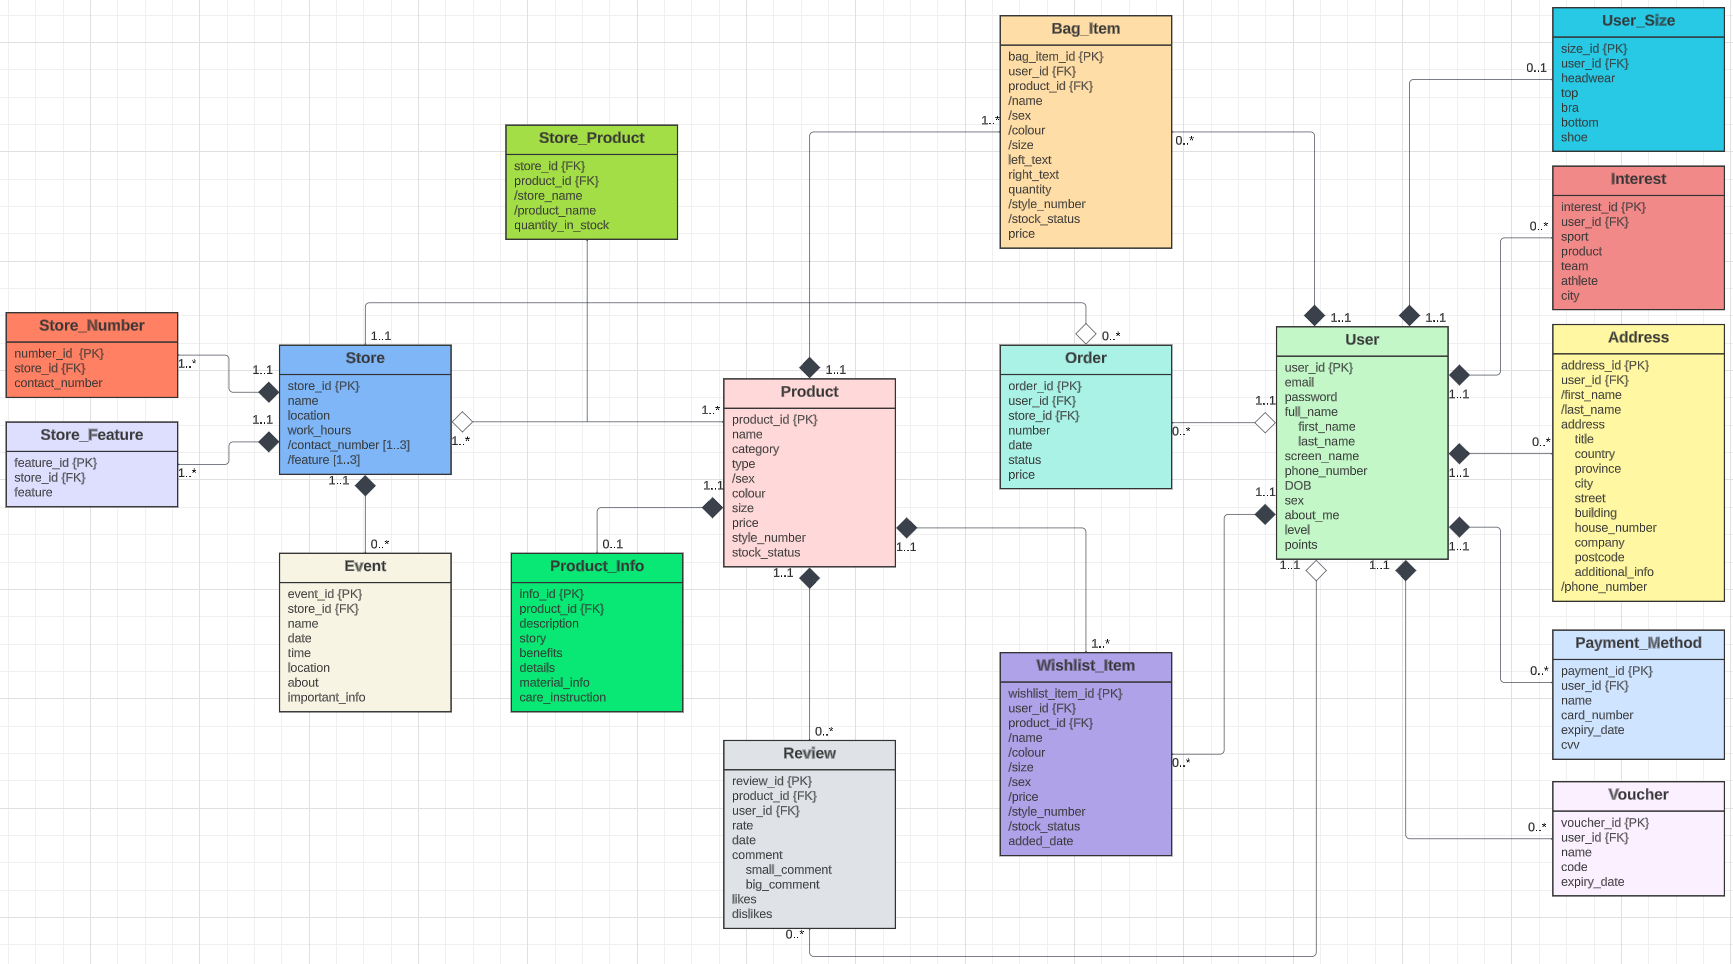 Bag_Item
bag_item_id {PK}
user_id {FK}
product_id {FK}
/name
/sex
/colour
/size
left_text
right_text
quantity
/style_number
/stock_status
price
1..*
0..*
User_Size
size_id {PK}
user_id {FK}
headwear
top
bra
bottom
shoe
0..1
Store_Product
store_id {FK}
product_id {FK}
/store_name
/product_name
quantity_in_stock
Interest
interest_id {PK}
user_id {FK}
sport
product
team
athlete
city
0..*
Store_Number
number_id {PK}
store_id {FK}
contact_number
1..*
1..1
Store_Feature
feature_id {PK}
store_id {FK}
feature
1..*
1..1
1..1
Store
store_id {PK}
name
location
work_hours
/contact_number [1..3]
/feature [1..3]
1..*
1..*
1..1
0..*
Event
event_id {PK}
store_id {FK}
name
date
time
location
about
important_info
1..1
Product
product_id {PK}
name
category
type
/sex
colour
size
price
style_number
stock_status
1..1
1..1
1..1
0..1
Product_Info
info_id {PK}
product_id {FK}
description
story
benefits
details
material_info
care_instruction
0..*
Order
order_id {PK}
user_id {FK}
store_id {FK}
number
date
status
price
0..*
1..1
1..1
1..1
User
user_id {PK}
email
password
full_name
first_name
last_name
screen_name
phone_number
DOB
sex
about_me
level
points
1..1
1..1
1..1
1..1
1..1
1..1
Address
address_id {PK}
user_id {FK}
/first_name
/last_name
address
title
country
province
city
street
building
house_number
company
postcode
additional_info
/phone_number
0..*
0..*
Review
review_id {PK}
product_id {FK}
user_id {FK}
rate
date
comment
small_comment
big_comment
likes
dislikes
0..*
1..*
Wishlist_Item
wishlist_item_id {PK}
user_id {FK}
product_id {FK}
/name
/colour
/size
/sex
/price
/style_number
/stock_status
added_date
0..*
Payment_Method
payment_id {PK}
user_id {FK}
name
card_number
expiry_date
cvv
0..*
Voucher
voucher_id {PK}
user_id {FK}
name
code
expiry_date
0..*